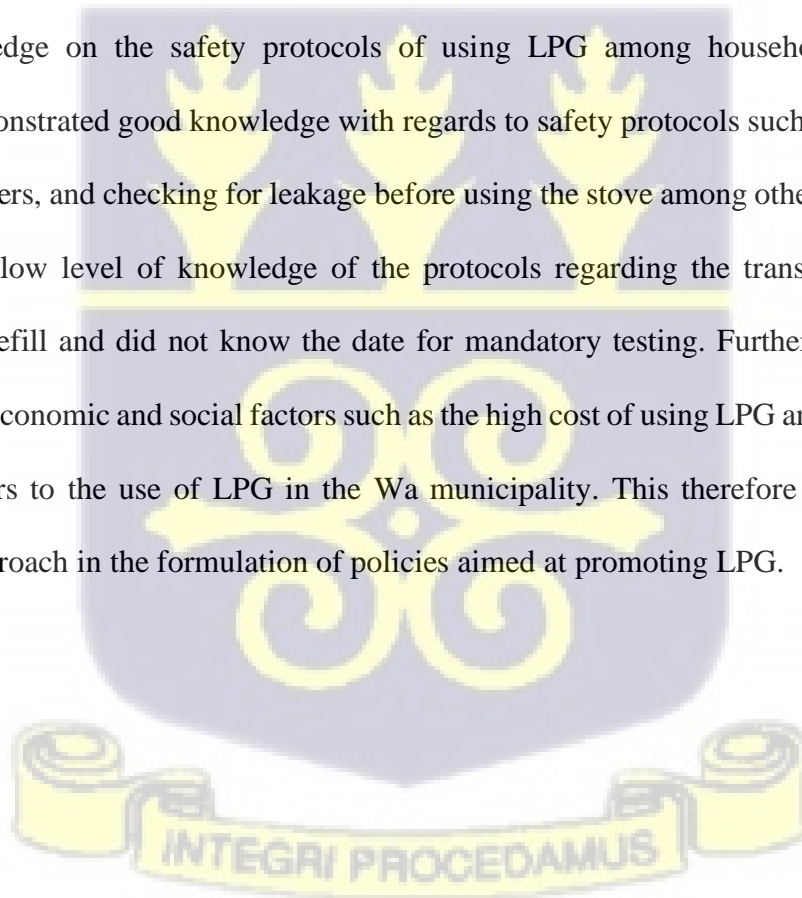 edge on the safety protocols of using LPG among househo
onstrated good knowledge with regards to safety protocols such
ers, and checking for leakage before using the stove among othe
low level of knowledge of the protocols regarding the trans
efill and did not know the date for mandatory testing. Further
economic and social factors such as the high cost of using LPG an
rs to the use of LPG in the Wa municipality. This therefore
roach in the formulation of policies aimed at promoting LPG.
INTEGRI PROCEDAMUS